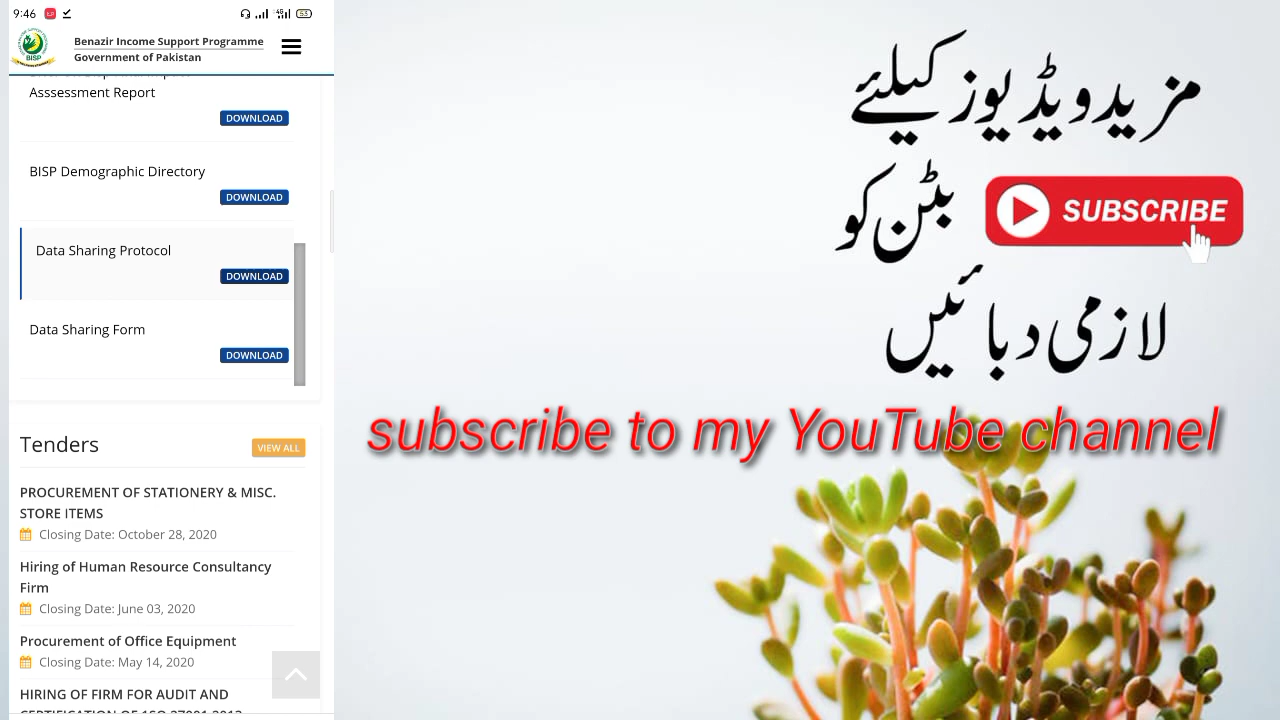 9:46
Benazir Income Support Programme
Government of Pakistan
BISP
Asssessment Report
DOWNLOAD
BISP Demographic Directory
DOWNLOAD
Data Sharing Protocol
DOWNLOAD
Data Sharing Form
DOWNLOAD
Tenders
VIEW ALL
PROCUREMENT OF STATIONERY & MISC.
STORE ITEMS
Closing Date: October 28, 2020
Hiring of Human Resource Consultancy
Firm
Closing Date: June 03, 2020
Procurement of Office Equipment
Closing Date: May 14, 2020
HIRING OF FIRM FOR AUDIT AND
مزید ویڈیوز کیلئے
SUBSCRIBE بٹن کو
لازمی دبائیں
subscribe to my YouTube channel